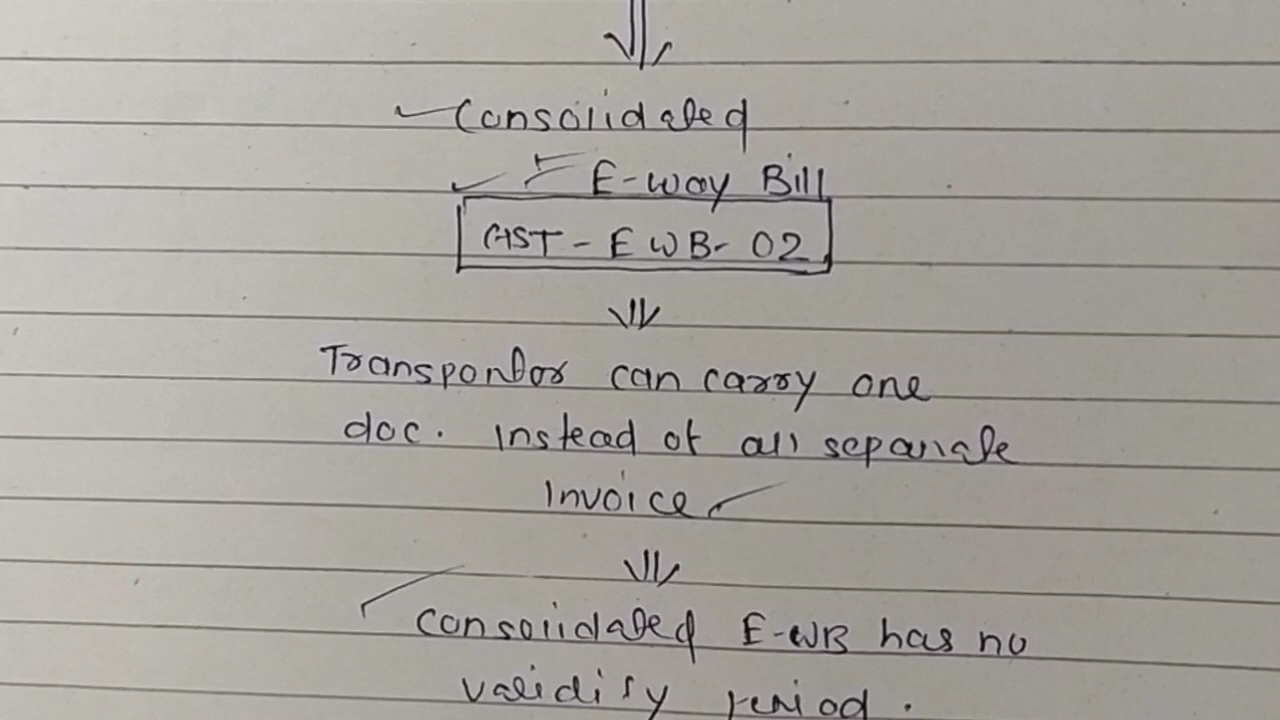 Consolidated
E-way Bill
GST - EWB- 02
Transporter can carry one
doc. instead of all separate
invoice
consolidated E-WB has no
validity period.